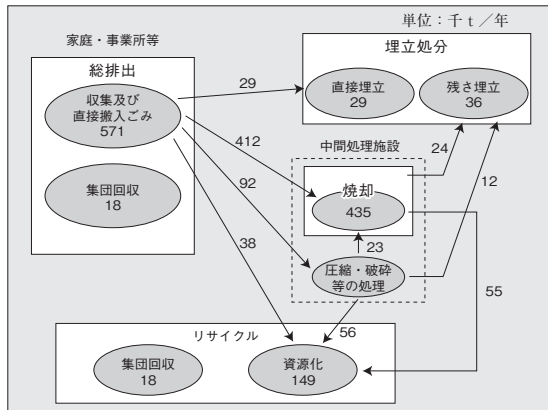 単位：千ｔ／年
家庭・事業所等
総排出
収集及び
直接搬入ごみ
571
集団回収
18
29
412
92
38
埋立処分
直接埋立
29
残さ埋立
36
中間処理施設
24
12
焼却
435
23
圧縮・破砕
等の処理
55
56
リサイクル
集団回収
18
資源化
149